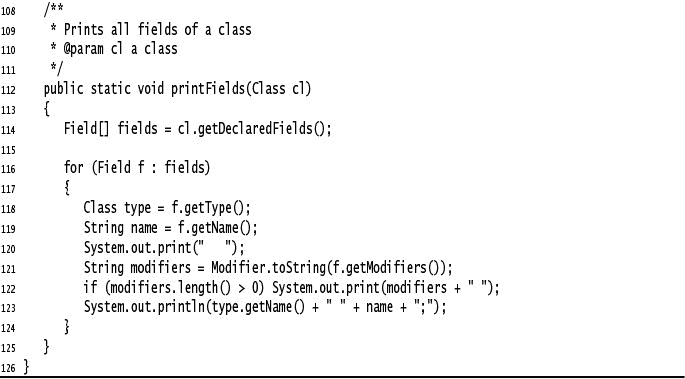 108    /**
109     * Prints all fields of a class
110     * @param cl a class
111     */
112    public static void printFields(Class cl)
113    {
114       Field[] fields = cl.getDeclaredFields();
115
116       for (Field f : fields)
117       {
118          Class type = f.getType();
119          String name = f.getName();
120          System.out.print("   ");
121          String modifiers = Modifier.toString(f.getModifiers());
122          if (modifiers.length() > 0) System.out.print(modifiers + " ");
123          System.out.println(type.getName() + " " + name + ";");
124       }
125    }
126 }